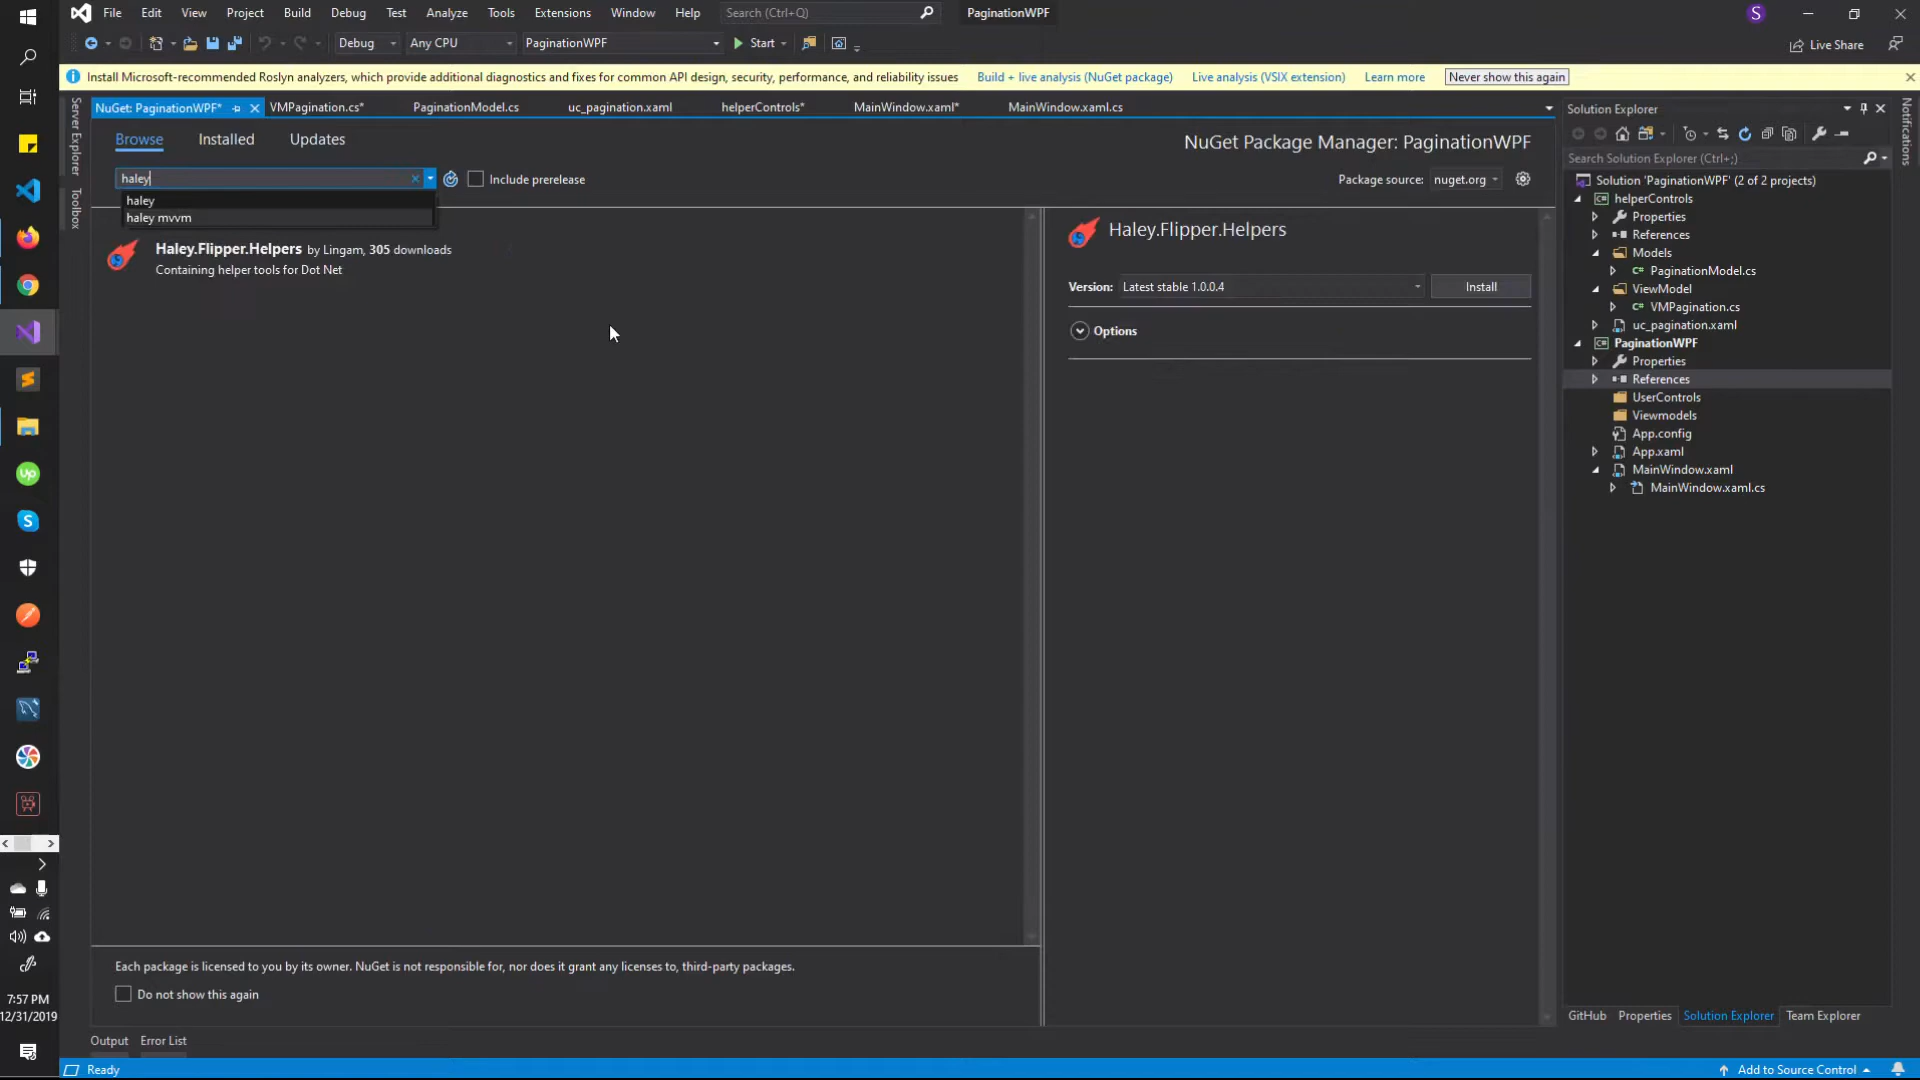 File Edit View Project Build Debug Test Analyze Tools Extensions Window Help Search (Ctrl+Q) PaginationWPF S
Debug Any CPU PaginationWPF Start Live Share
Install Microsoft-recommended Roslyn analyzers, which provide additional diagnostics and fixes for common API design, security, performance, and reliability issues Build + live analysis (NuGet package) Live analysis (VSIX extension) Learn more Never show this again
Server Explorer
Toolbox
NuGet: PaginationWPF* VMPagination.cs* PaginationModel.cs uc_pagination.xaml helperControls* MainWindow.xaml* MainWindow.xaml.cs
Browse Installed Updates
NuGet Package Manager: PaginationWPF
haley
Include prerelease
Package source: nuget.org
haley
haley mvvm
Haley.Flipper.Helpers by Lingam, 305 downloads
Containing helper tools for Dot Net
Haley.Flipper.Helpers
Version: Latest stable 1.0.0.4 Install
Options
Each package is licensed to you by its owner. NuGet is not responsible for, nor does it grant any licenses to, third-party packages.
Do not show this again
Output Error List
Ready
Solution Explorer
Search Solution Explorer (Ctrl+;)
Solution 'PaginationWPF' (2 of 2 projects)
helperControls
Properties
References
Models
C# PaginationModel.cs
ViewModel
C# VMPagination.cs
uc_pagination.xaml
PaginationWPF
Properties
References
UserControls
Viewmodels
App.config
App.xaml
MainWindow.xaml
MainWindow.xaml.cs
GitHub Properties Solution Explorer Team Explorer
Add to Source Control
Notifications
Up
S
7:57 PM
12/31/2019